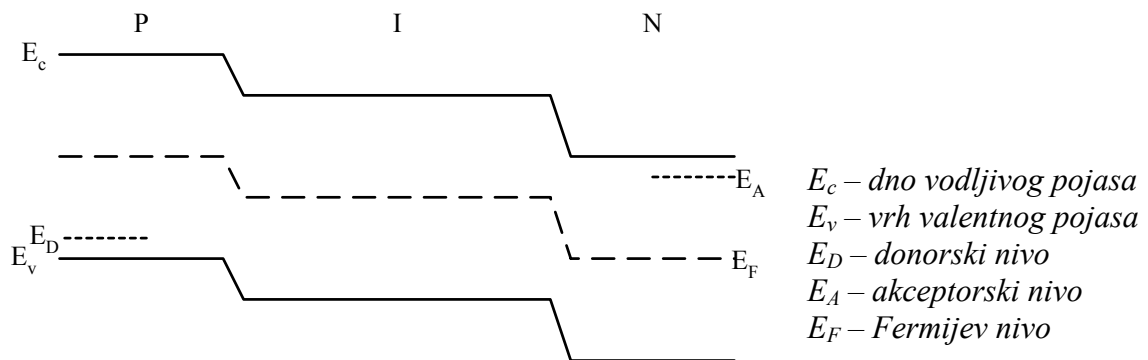 P I N
E_c
E_A
E_D
E_v
E_F
E_c – dno vodljivog pojasa
E_v – vrh valentnog pojasa
E_D – donorski nivo
E_A – akceptorski nivo
E_F – Fermijev nivo